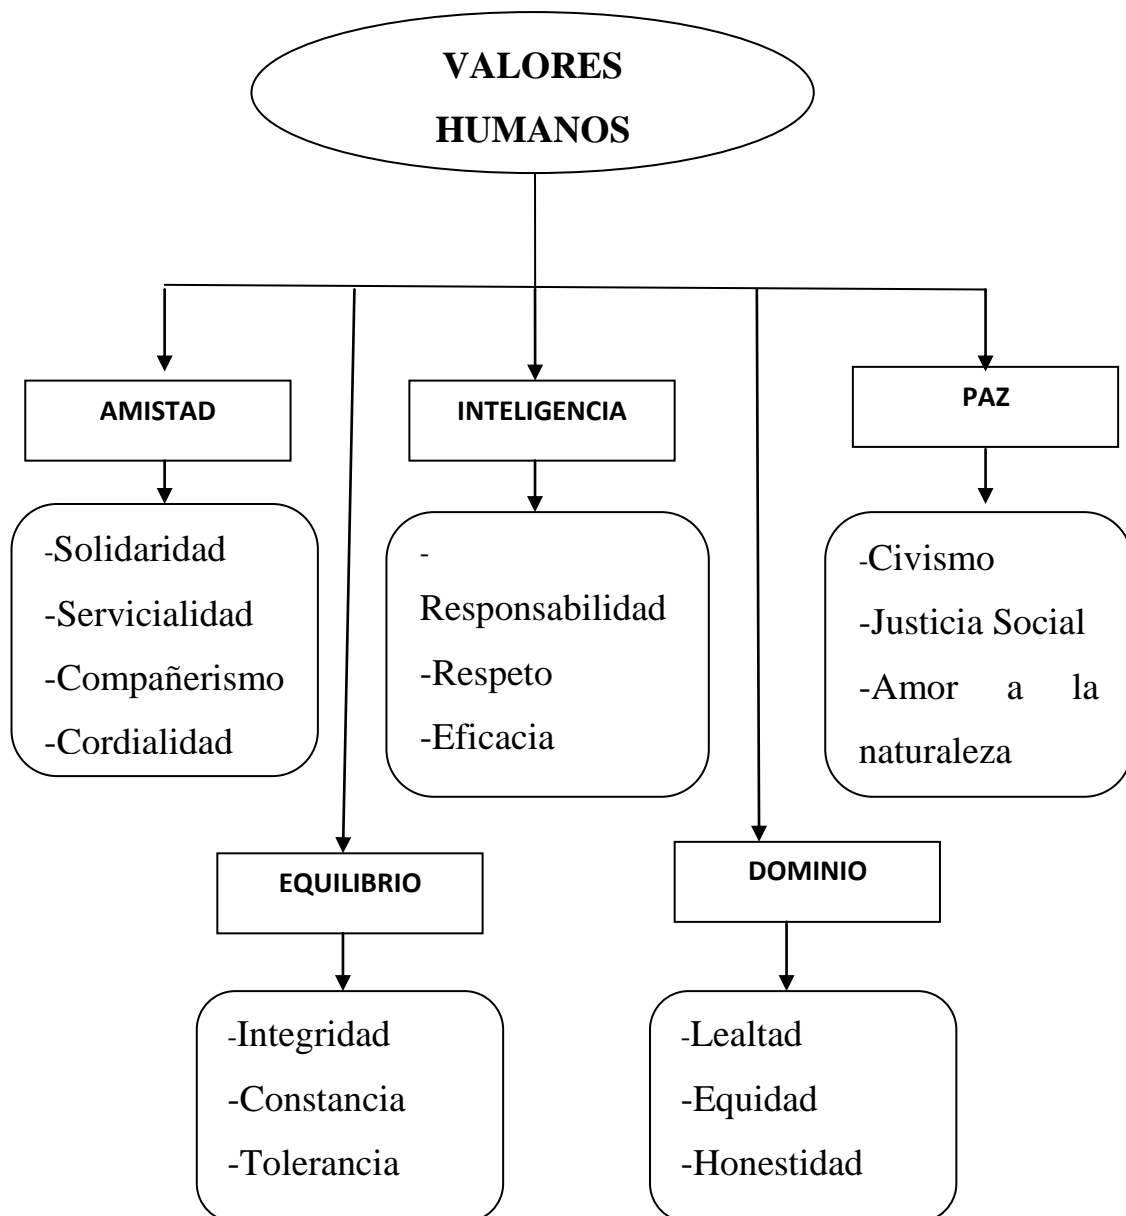 VALORES
HUMANOS
AMISTAD
INTELIGENCIA
PAZ
-Solidaridad
-Servicialidad
-Compañerismo
-Cordialidad
-
Responsabilidad
-Respeto
-Eficacia
-Civismo
-Justicia Social
-Amor a la
naturaleza
EQUILIBRIO
DOMINIO
-Integridad
-Constancia
-Tolerancia
-Lealtad
-Equidad
-Honestidad